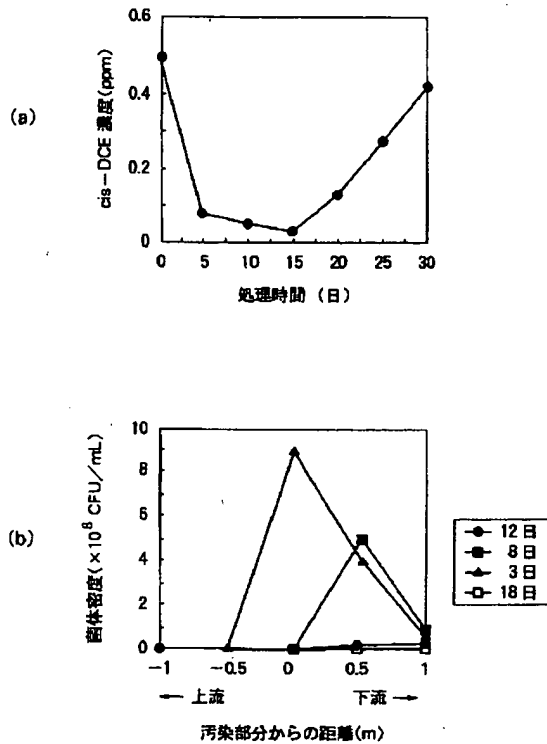 (a)
cis－DCE 濃度(ppm)
0.6
0.4
0.2
0
0 5 10 15 20 25 30
処理時間 (日)
(b)
菌体密度(×10⁸ CFU／mL)
10
8
6
4
2
0
−1 −0.5 0 0.5 1
← 上流 下流 →
汚染部分からの距離(m)
12日
8日
3日
18日